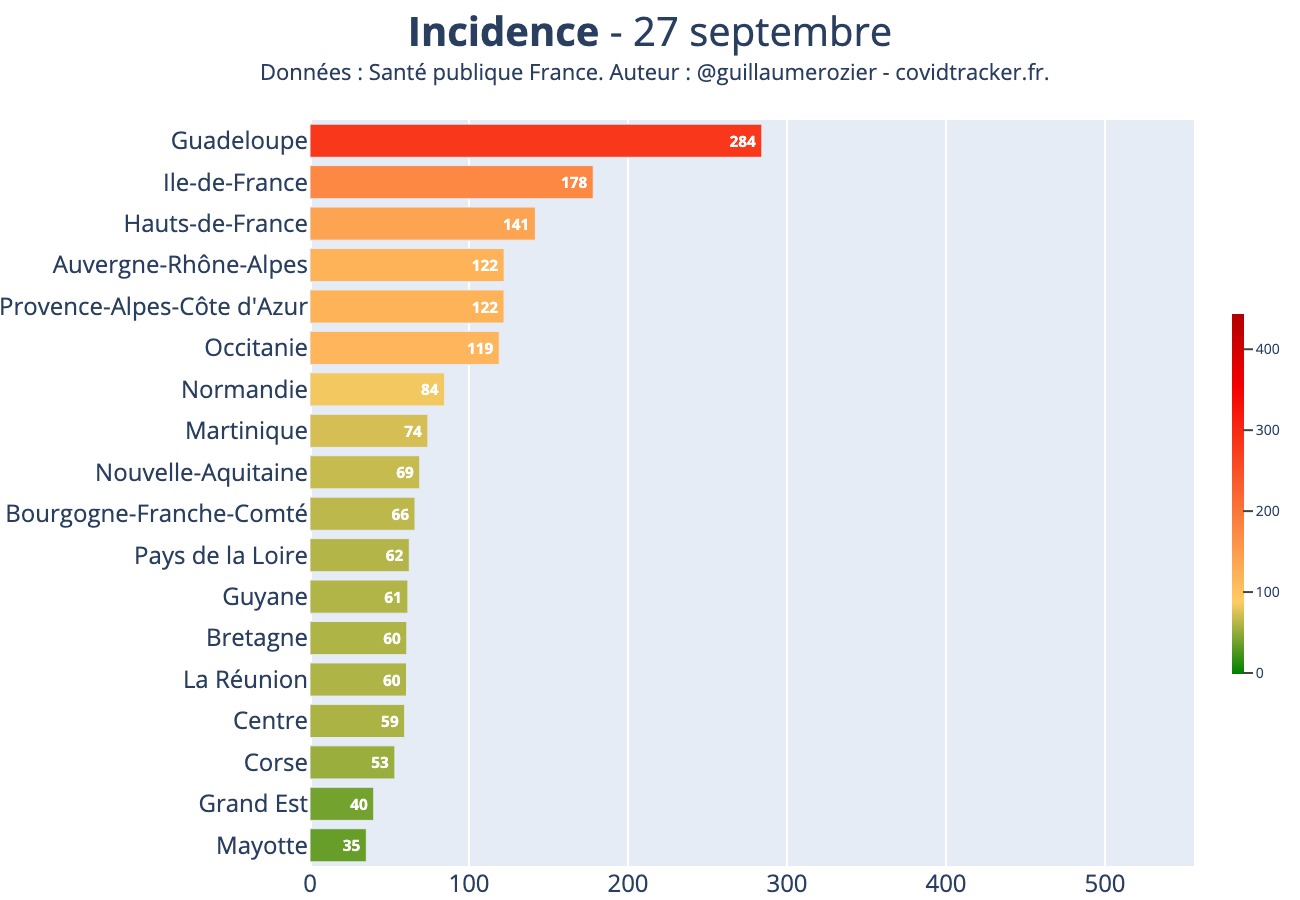 Incidence - 27 septembre
Données : Santé publique France. Auteur : @guillaumerozier - covidtracker.fr.
Guadeloupe 284
Ile-de-France 178
Hauts-de-France 141
Auvergne-Rhône-Alpes 122
Provence-Alpes-Côte d'Azur 122
Occitanie 119
Normandie 84
Martinique 74
Nouvelle-Aquitaine 69
Bourgogne-Franche-Comté 66
Pays de la Loire 62
Guyane 61
Bretagne 60
La Réunion 60
Centre 59
Corse 53
Grand Est 40
Mayotte 35
0 100 200 300 400 500
400
300
200
100
0